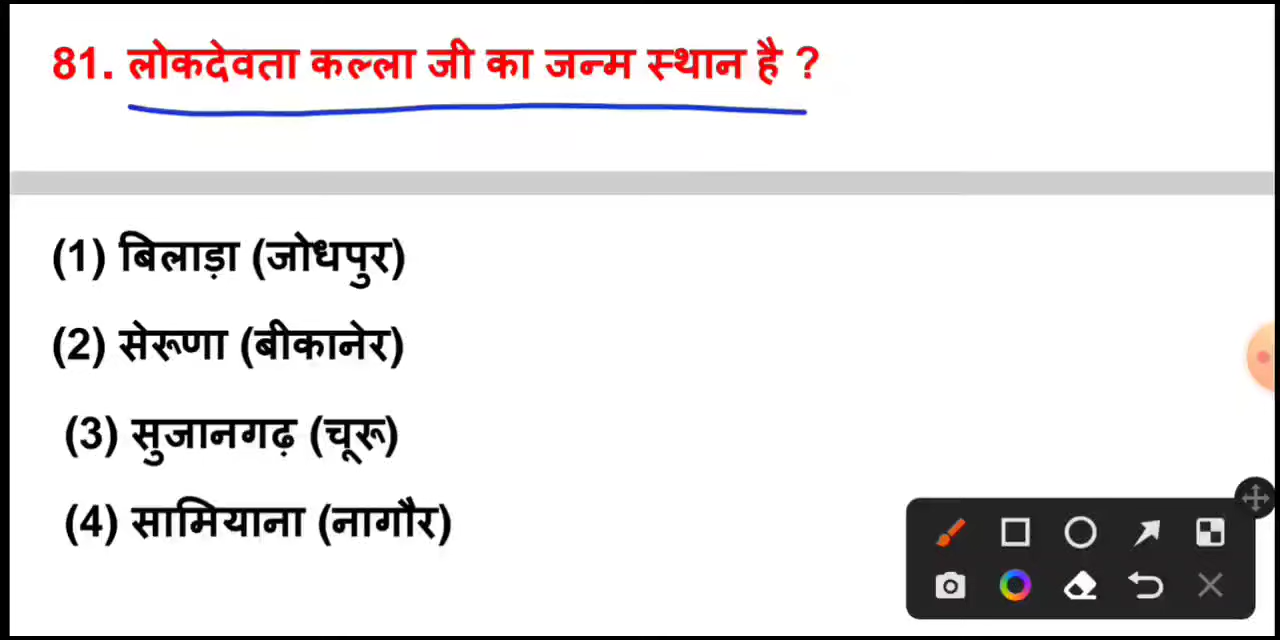 81. लोकदेवता कल्ला जी का जन्म स्थान है ?
(1) बिलाड़ा (जोधपुर)
(2) सेरूणा (बीकानेर)
(3) सुजानगढ़ (चूरू)
(4) सामियाना (नागौर)